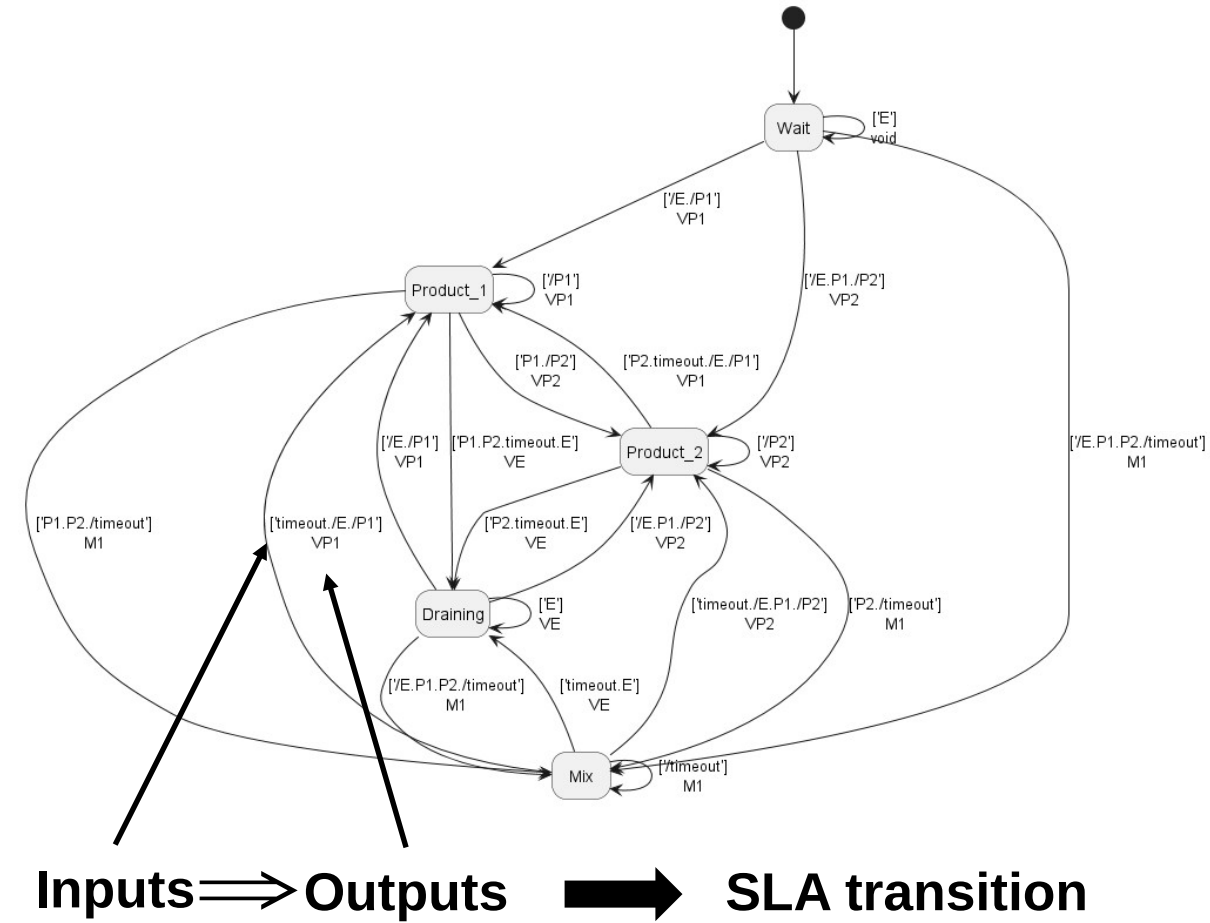 Wait
['E']
void
['/E./P1']
VP1
Product_1
['/P1']
VP1
['/E.P1./P2']
VP2
['P1./P2']
VP2
['P2.timeout./E./P1']
VP1
['/E./P1']
VP1
['P1.P2.timeout.E']
VE
Product_2
['/P2']
VP2
['/E.P1.P2./timeout']
M1
['P1.P2./timeout']
M1
['timeout./E./P1']
VP1
['P2.timeout.E']
VE
['/E.P1./P2']
VP2
Draining
['E']
VE
['timeout./E.P1./P2']
VP2
['P2./timeout']
M1
['/E.P1.P2./timeout']
M1
['timeout.E']
VE
Mix
['/timeout']
M1
Inputs Outputs SLA transition